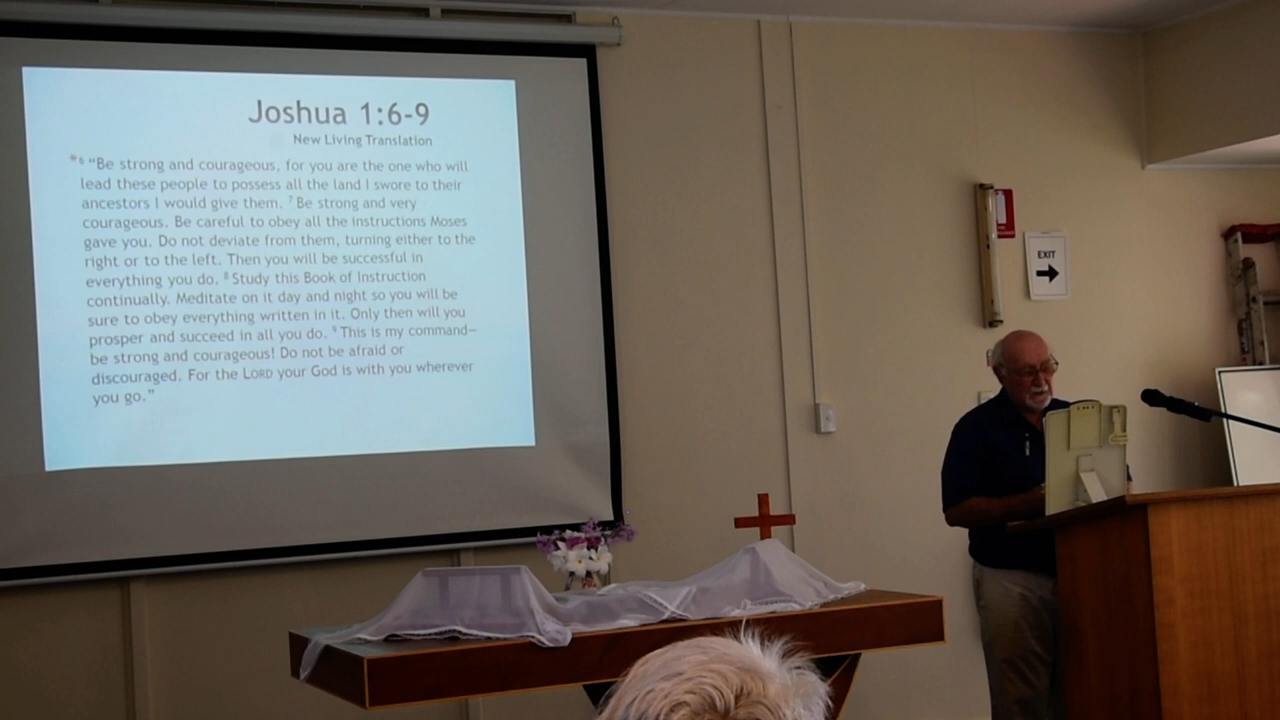 Joshua 1:6-9
New Living Translation
*6 “Be strong and courageous, for you are the one who will
lead these people to possess all the land I swore to their
ancestors I would give them. 7 Be strong and very
courageous. Be careful to obey all the instructions Moses
gave you. Do not deviate from them, turning either to the
right or to the left. Then you will be successful in
everything you do. 8 Study this Book of Instruction
continually. Meditate on it day and night so you will be
sure to obey everything written in it. Only then will you
prosper and succeed in all you do. 9 This is my command—
be strong and courageous! Do not be afraid or
discouraged. For the LORD your God is with you wherever
you go.”
EXIT